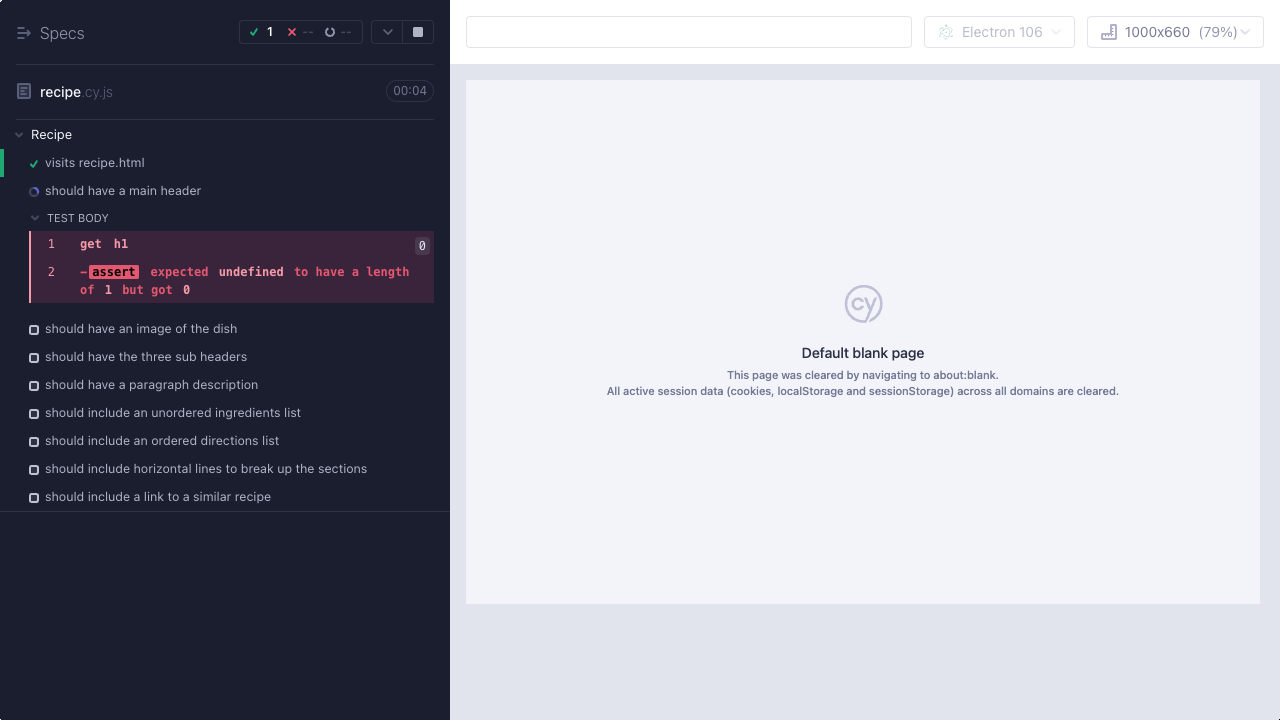 Specs
1 -- --
Electron 106
1000x660 (79%)
recipe.cy.js
00:04
Recipe
visits recipe.html
should have a main header
TEST BODY
1 get h1 0
2 -assert expected undefined to have a length
of 1 but got 0
should have an image of the dish
should have the three sub headers
should have a paragraph description
should include an unordered ingredients list
should include an ordered directions list
should include horizontal lines to break up the sections
should include a link to a similar recipe
cy
Default blank page
This page was cleared by navigating to about:blank.
All active session data (cookies, localStorage and sessionStorage) across all domains are cleared.